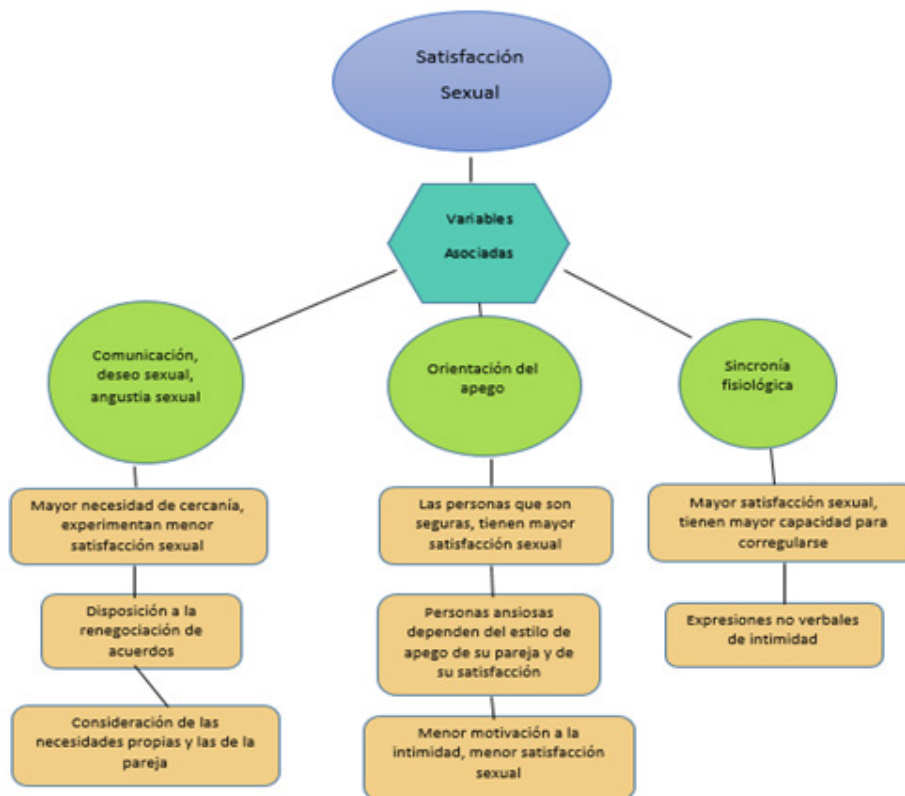 Satisfacción
Sexual
Variables
Asociadas
Comunicación,
deseo sexual,
angustia sexual
Orientación del
apego
Sincronía
fisiológica
Mayor necesidad de cercanía,
experimentan menor
satisfacción sexual
Las personas que son
seguras, tienen mayor
satisfacción sexual
Mayor satisfacción sexual,
tienen mayor capacidad para
corregularse
Disposición a la
renegociación de
acuerdos
Personas ansiosas
dependen del estilo de
apego de su pareja y de
su satisfacción
Expresiones no verbales
de intimidad
Consideración de las
necesidades propias y las de la
pareja
Menor motivación a la
intimidad, menor satisfacción
sexual